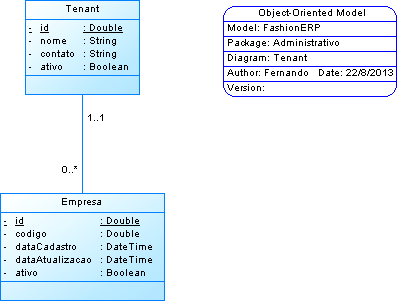 Tenant
- id : Double
- nome : String
- contato : String
- ativo : Boolean
1..1
0..*
Empresa
- id : Double
- codigo : Double
- dataCadastro : DateTime
- dataAtualizacao : DateTime
- ativo : Boolean
Object-Oriented Model
Model: FashionERP
Package: Administrativo
Diagram: Tenant
Author: Fernando Date: 22/8/2013
Version: